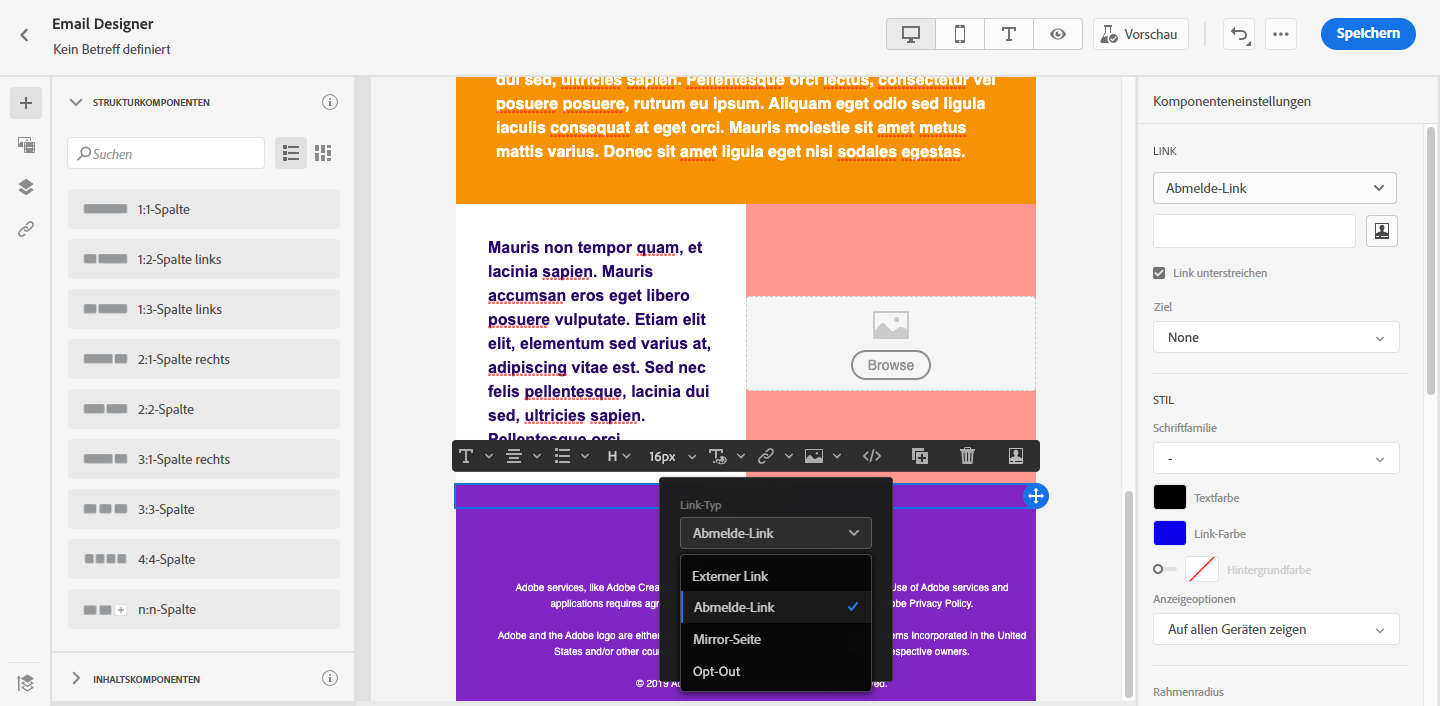 Email Designer
Kein Betreff definiert
Vorschau
Speichern
STRUKTURKOMPONENTEN
Suchen
1:1-Spalte
1:2-Spalte links
1:3-Spalte links
2:1-Spalte rechts
2:2-Spalte
3:1-Spalte rechts
3:3-Spalte
4:4-Spalte
n:n-Spalte
INHALTSKOMPONENTEN
dui sed, ultricies sapien. Pellentesque orci lectus, consectetur vel
posuere posuere, rutrum eu ipsum. Aliquam eget odio sed ligula
iaculis consequat at eget orci. Mauris molestie sit amet metus
mattis varius. Donec sit amet ligula eget nisi sodales egestas.
Mauris non tempor quam, et
lacinia sapien. Mauris
accumsan eros eget libero
posuere vulputate. Etiam elit
elit, elementum sed varius at,
adipiscing vitae est. Sed nec
felis pellentesque, lacinia dui
sed, ultricies sapien.
Pellentesque orci
Browse
H
16px
Link-Typ
Abmelde-Link
Externer Link
Abmelde-Link
Mirror-Seite
Opt-Out
Adobe services, like Adobe Crea Use of Adobe services and
applications requires agr be Privacy Policy.
Adobe and the Adobe logo are either ems Incorporated in the United
States and/or other cou espective owners.
© 2019 Ad ved.
Komponenteneinstellungen
LINK
Abmelde-Link
Link unterstreichen
Ziel
None
STIL
Schriftfamilie
-
Textfarbe
Link-Farbe
Hintergrundfarbe
Anzeigeoptionen
Auf allen Geräten zeigen
Rahmenradius